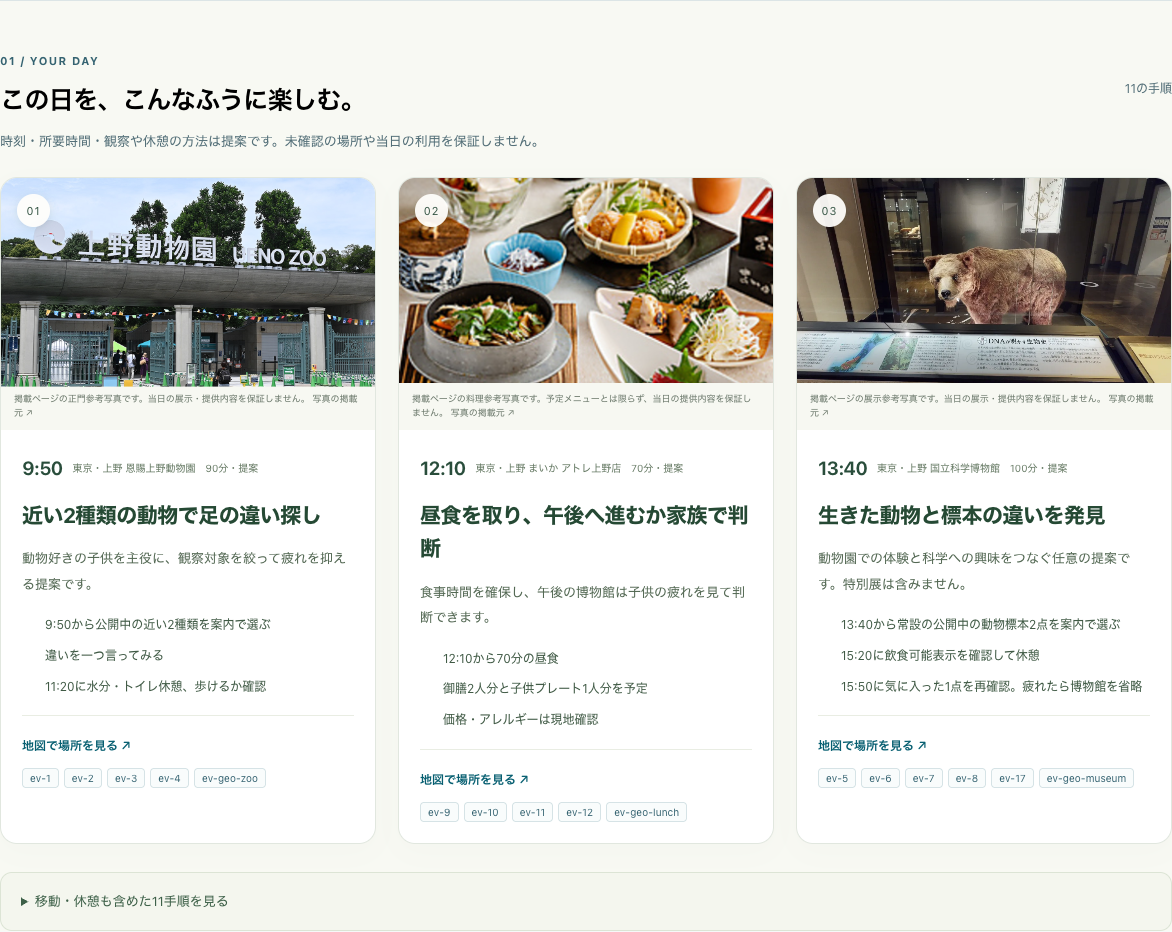 01 / YOUR DAY
この日を、こんなふうに楽しむ。
11の手順
時刻・所要時間・観察や休憩の方法は提案です。未確認の場所や当日の利用を保証しません。
01
上野動物園 UENO ZOO
掲載ページの正門参考写真です。当日の展示・提供内容を保証しません。 写真の掲載
元 ↗
9:50 東京・上野 恩賜上野動物園 90分・提案
近い2種類の動物で足の違い探し
動物好きの子供を主役に、観察対象を絞って疲れを抑え
る提案です。
9:50から公開中の近い2種類を案内で選ぶ
違いを一つ言ってみる
11:20に水分・トイレ休憩、歩けるか確認
地図で場所を見る ↗
ev-1 ev-2 ev-3 ev-4 ev-geo-zoo
02
掲載ページの料理参考写真です。予定メニューとは限らず、当日の提供内容を保証し
ません。 写真の掲載元 ↗
12:10 東京・上野 まいか アトレ上野店 70分・提案
昼食を取り、午後へ進むか家族で判
断
食事時間を確保し、午後の博物館は子供の疲れを見て判
断できます。
12:10から70分の昼食
御膳2人分と子供プレート1人分を予定
価格・アレルギーは現地確認
地図で場所を見る ↗
ev-9 ev-10 ev-11 ev-12 ev-geo-lunch
03
DNAが明かす生物史
掲載ページの展示参考写真です。当日の展示・提供内容を保証しません。 写真の掲載
元 ↗
13:40 東京・上野 国立科学博物館 100分・提案
生きた動物と標本の違いを発見
動物園での体験と科学への興味をつなぐ任意の提案で
す。特別展は含みません。
13:40から常設の公開中の動物標本2点を案内で選ぶ
15:20に飲食可能表示を確認して休憩
15:50に気に入った1点を再確認。疲れたら博物館を省略
地図で場所を見る ↗
ev-5 ev-6 ev-7 ev-8 ev-17 ev-geo-museum
▶ 移動・休憩も含めた11手順を見る